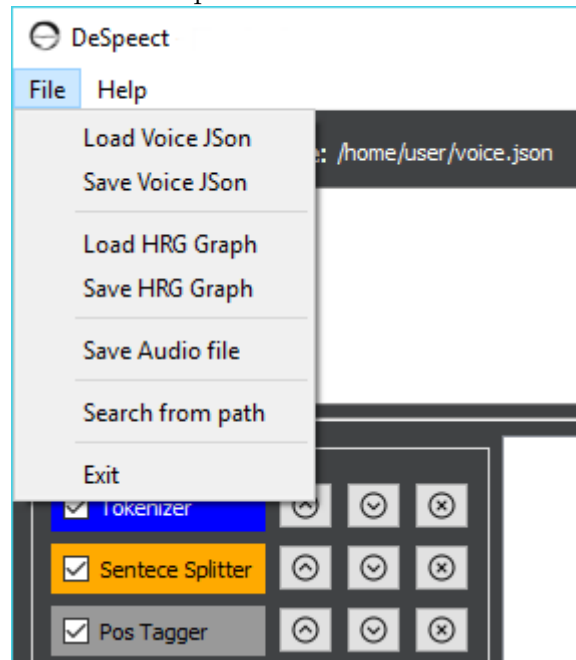 DeSpeect
File Help
Load Voice JSon
: /home/user/voice.json
Save Voice JSon
Load HRG Graph
Save HRG Graph
Save Audio file
Search from path
Exit
Tokenizer
Sentece Splitter
Pos Tagger